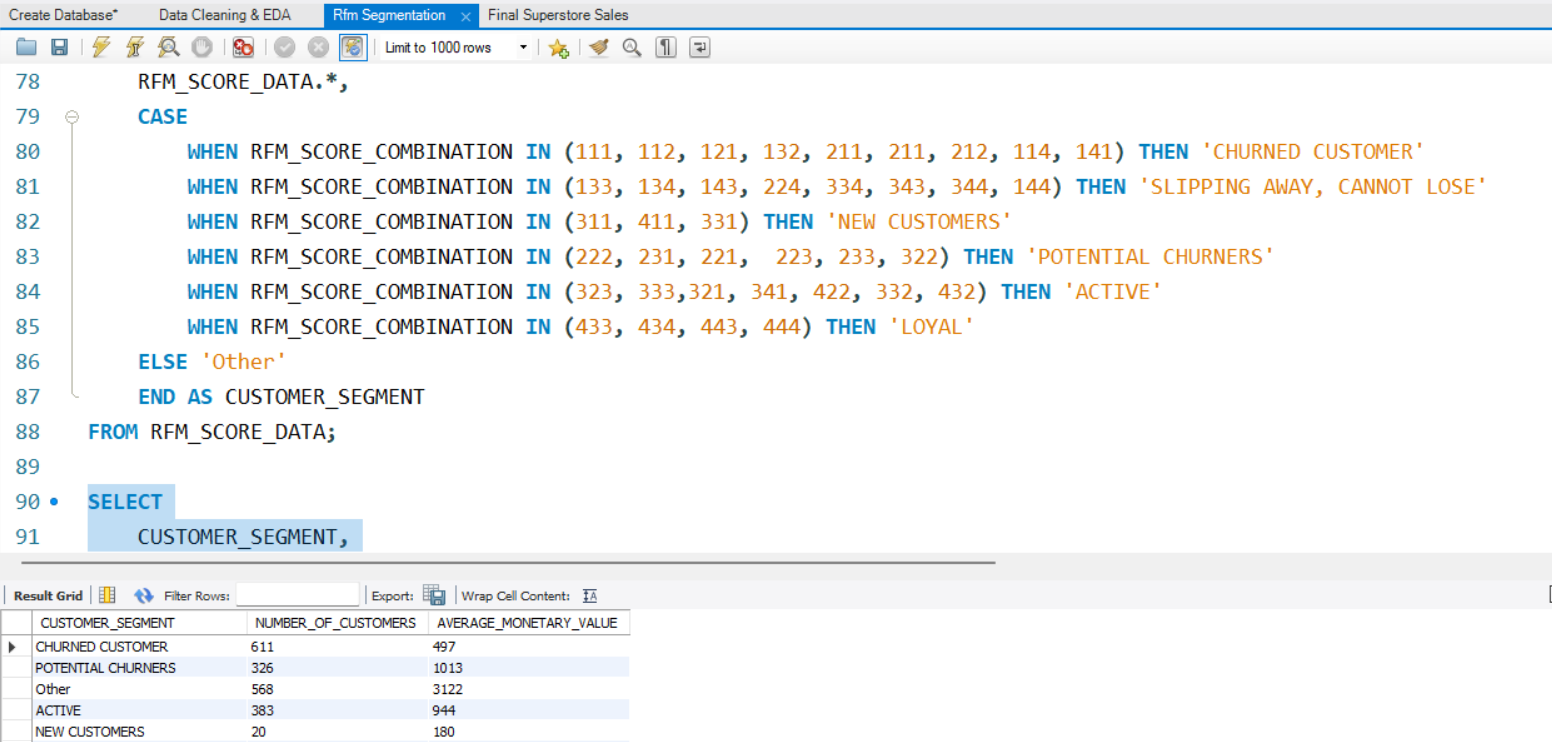 Create Database* Data Cleaning & EDA Rfm Segmentation × Final Superstore Sales
Limit to 1000 rows
78 RFM_SCORE_DATA.*,
79 CASE
80 WHEN RFM_SCORE_COMBINATION IN (111, 112, 121, 132, 211, 211, 212, 114, 141) THEN 'CHURNED CUSTOMER'
81 WHEN RFM_SCORE_COMBINATION IN (133, 134, 143, 224, 334, 343, 344, 144) THEN 'SLIPPING AWAY, CANNOT LOSE'
82 WHEN RFM_SCORE_COMBINATION IN (311, 411, 331) THEN 'NEW CUSTOMERS'
83 WHEN RFM_SCORE_COMBINATION IN (222, 231, 221,  223, 233, 322) THEN 'POTENTIAL CHURNERS'
84 WHEN RFM_SCORE_COMBINATION IN (323, 333,321, 341, 422, 332, 432) THEN 'ACTIVE'
85 WHEN RFM_SCORE_COMBINATION IN (433, 434, 443, 444) THEN 'LOYAL'
86 ELSE 'Other'
87 END AS CUSTOMER_SEGMENT
88 FROM RFM_SCORE_DATA;
89
90 SELECT
91 CUSTOMER_SEGMENT,
Result Grid Filter Rows: Export: Wrap Cell Content:
CUSTOMER_SEGMENT NUMBER_OF_CUSTOMERS AVERAGE_MONETARY_VALUE
CHURNED CUSTOMER 611 497
POTENTIAL CHURNERS 326 1013
Other 568 3122
ACTIVE 383 944
NEW CUSTOMERS 20 180